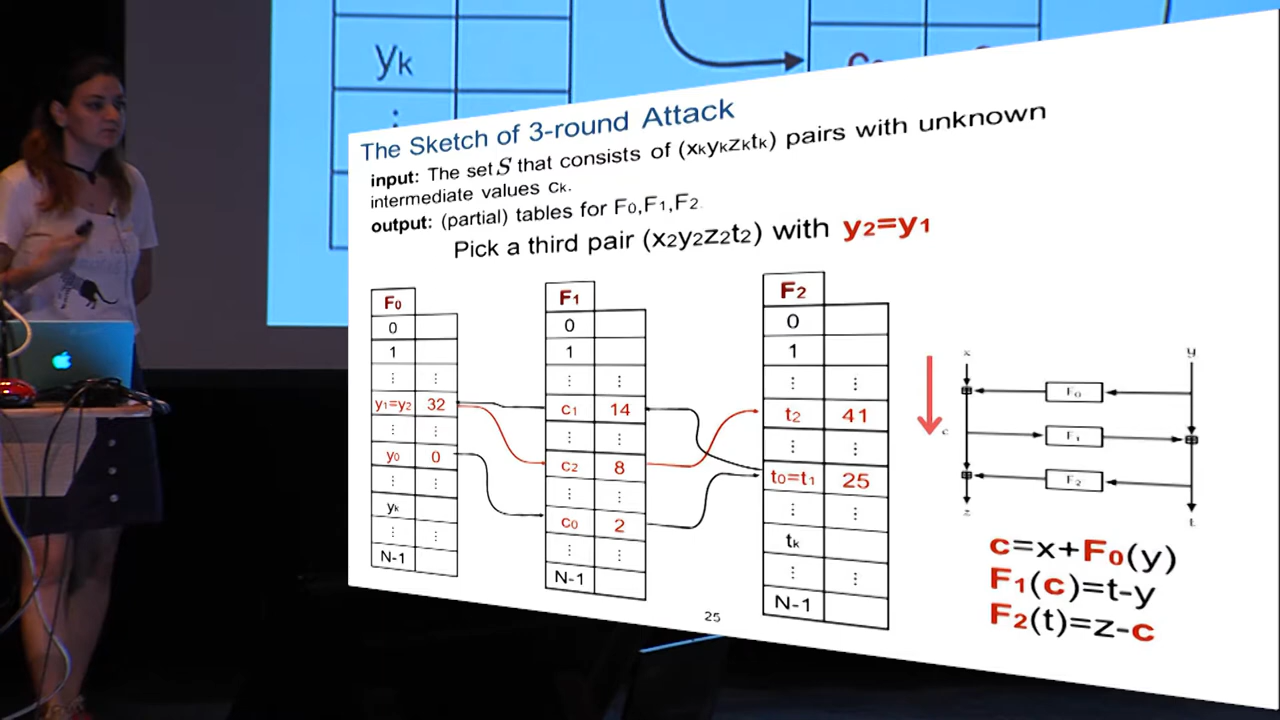 yk
⋮
The Sketch of 3-round Attack
input: The set S that consists of (xkykzktk) pairs with unknown
intermediate values ck.
output: (partial) tables for F0,F1,F2
Pick a third pair (x2y2z2t2) with y2=y1
F0
0
1
⋮ ⋮
y1=y2 32
⋮ ⋮
y0 0
⋮ ⋮
yk
⋮ ⋮
N-1
F1
0
1
⋮ ⋮
c1 14
⋮ ⋮
c2 8
⋮ ⋮
c0 2
⋮ ⋮
N-1
F2
0
1
⋮ ⋮
t2 41
⋮ ⋮
t0=t1 25
⋮ ⋮
tk
⋮ ⋮
N-1
x y
F0
c F1
F2
z t
c=x+F0(y)
F1(c)=t-y
F2(t)=z-c
25